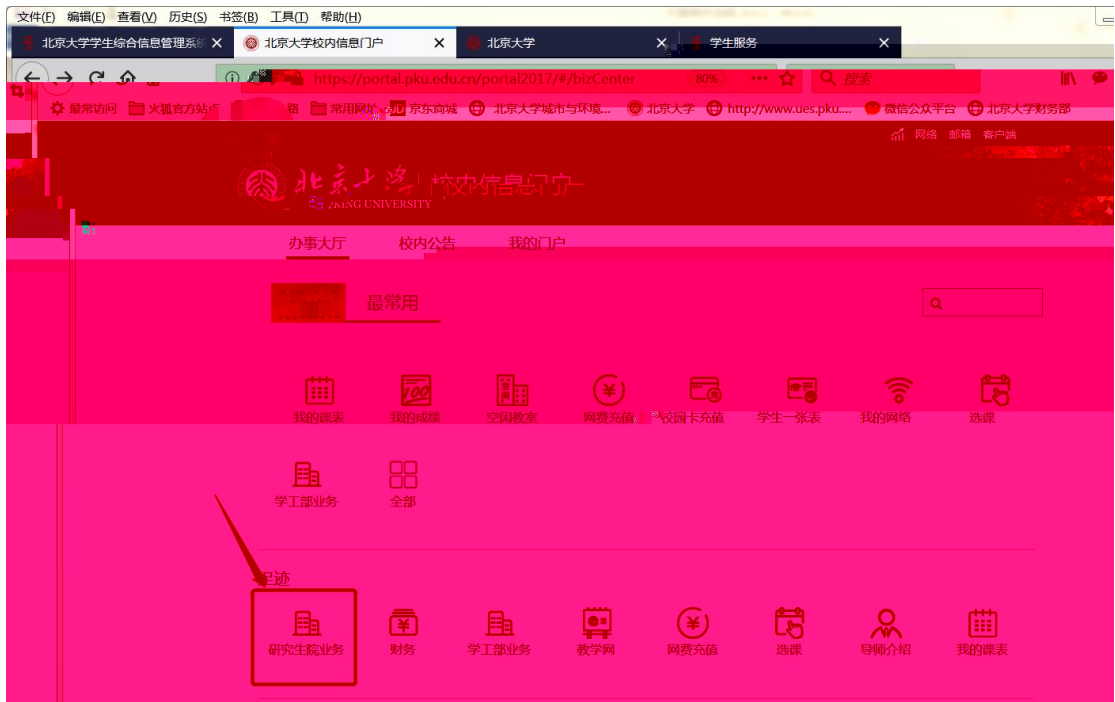 文件(F) 编辑(E) 查看(V) 历史(S) 书签(B) 工具(T) 帮助(H)
北京大学学生综合信息管理系统 北京大学校内信息门户 北京大学 学生服务
https://portal.pku.edu.cn/portal2017/#/bizCenter 80% 搜索
最常访问 火狐官方站点 常用网址 京东商城 北京大学城市与环境... 北京大学 http://www.ues.pku.... 微信公众平台 北京大学财务部
网络 邮箱 客户端
北京大学 校内信息门户
UNIVERSITY
办事大厅 校内公告 我的门户
最常用
我的课表 我的成绩 空闲教室 网费充值 校园卡充值 学生一张表 我的网络 选课
学工部业务 全部
足迹
研究生院业务 财务 学工部业务 教学网 网费充值 选课 导师介绍 我的课表